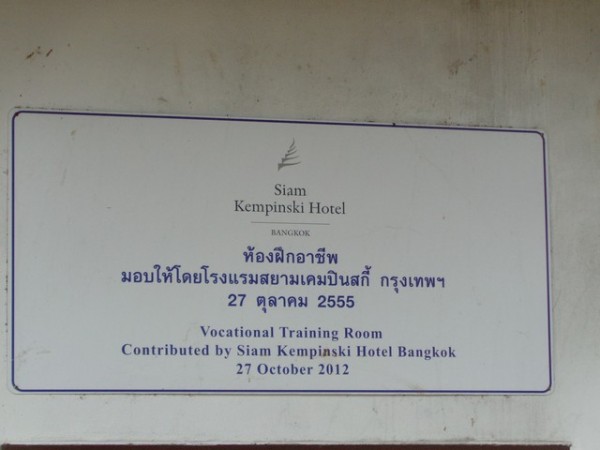 Siam
Kempinski Hotel
BANGKOK
ห้องฝึกอาชีพ
มอบให้โดยโรงแรมสยามเคมปินสกี้ กรุงเทพฯ
27 ตุลาคม 2555
Vocational Training Room
Contributed by Siam Kempinski Hotel Bangkok
27 October 2012